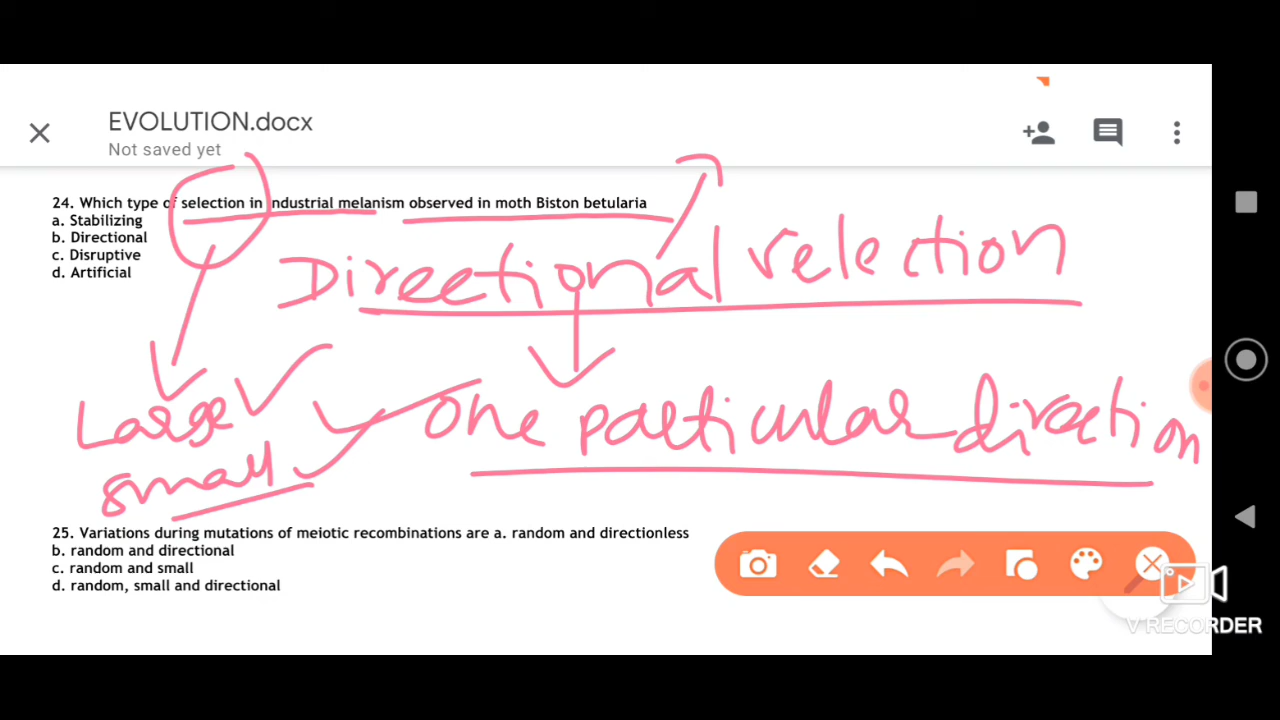 EVOLUTION.docx
Not saved yet
24. Which type of selection in industrial melanism observed in moth Biston betularia
a. Stabilizing
b. Directional
c. Disruptive
d. Artificial
Directional selection
Large
small
One particular direction
25. Variations during mutations of meiotic recombinations are a. random and directionless
b. random and directional
c. random and small
d. random, small and directional
V RECORDER